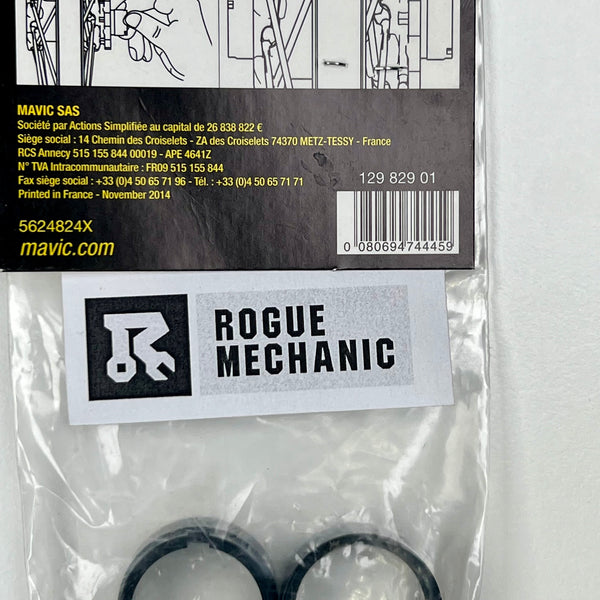 MAVIC SAS
Société par Actions Simplifiée au capital de 26 838 822 €
Siège social : 14 Chemin des Croiselets - ZA des Croiselets 74370 METZ-TESSY - France
RCS Annecy 515 155 844 00019 - APE 4641Z
N° TVA Intracommunautaire : FR09 515 155 844
Fax siège social : +33 (0)4 50 65 71 96 - Tél. : +33 (0)4 50 65 71 71
Printed in France - November 2014
129 829 01
5624824X
mavic.com
0 080694744459
ROGUE
MECHANIC